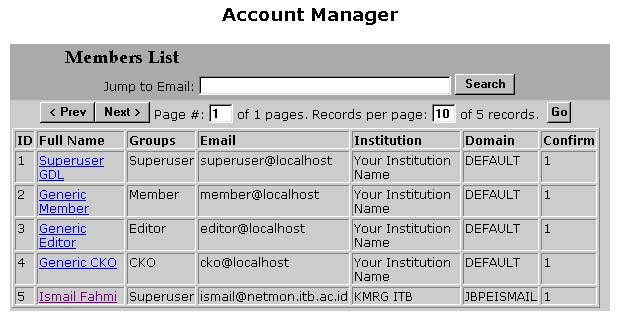 Account Manager
Members List
Jump to Email: Search
< Prev Next > Page #: 1 of 1 pages. Records per page: 10 of 5 records. Go
ID Full Name Groups Email Institution Domain Confirm
1 Superuser Superuser superuser@localhost Your Institution DEFAULT 1
GDL Name
2 Generic Member member@localhost Your Institution DEFAULT 1
Member Name
3 Generic Editor editor@localhost Your Institution DEFAULT 1
Editor Name
4 Generic CKO CKO cko@localhost Your Institution DEFAULT 1
Name
5 Ismail Fahmi Superuser ismail@netmon.itb.ac.id KMRG ITB JBPEISMAIL 1